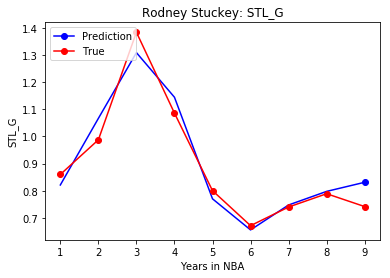 Rodney Stuckey: STL_G
Prediction
True
1.4
1.3
1.2
1.1
1.0
0.9
0.8
0.7
STL_G
1 2 3 4 5 6 7 8 9
Years in NBA